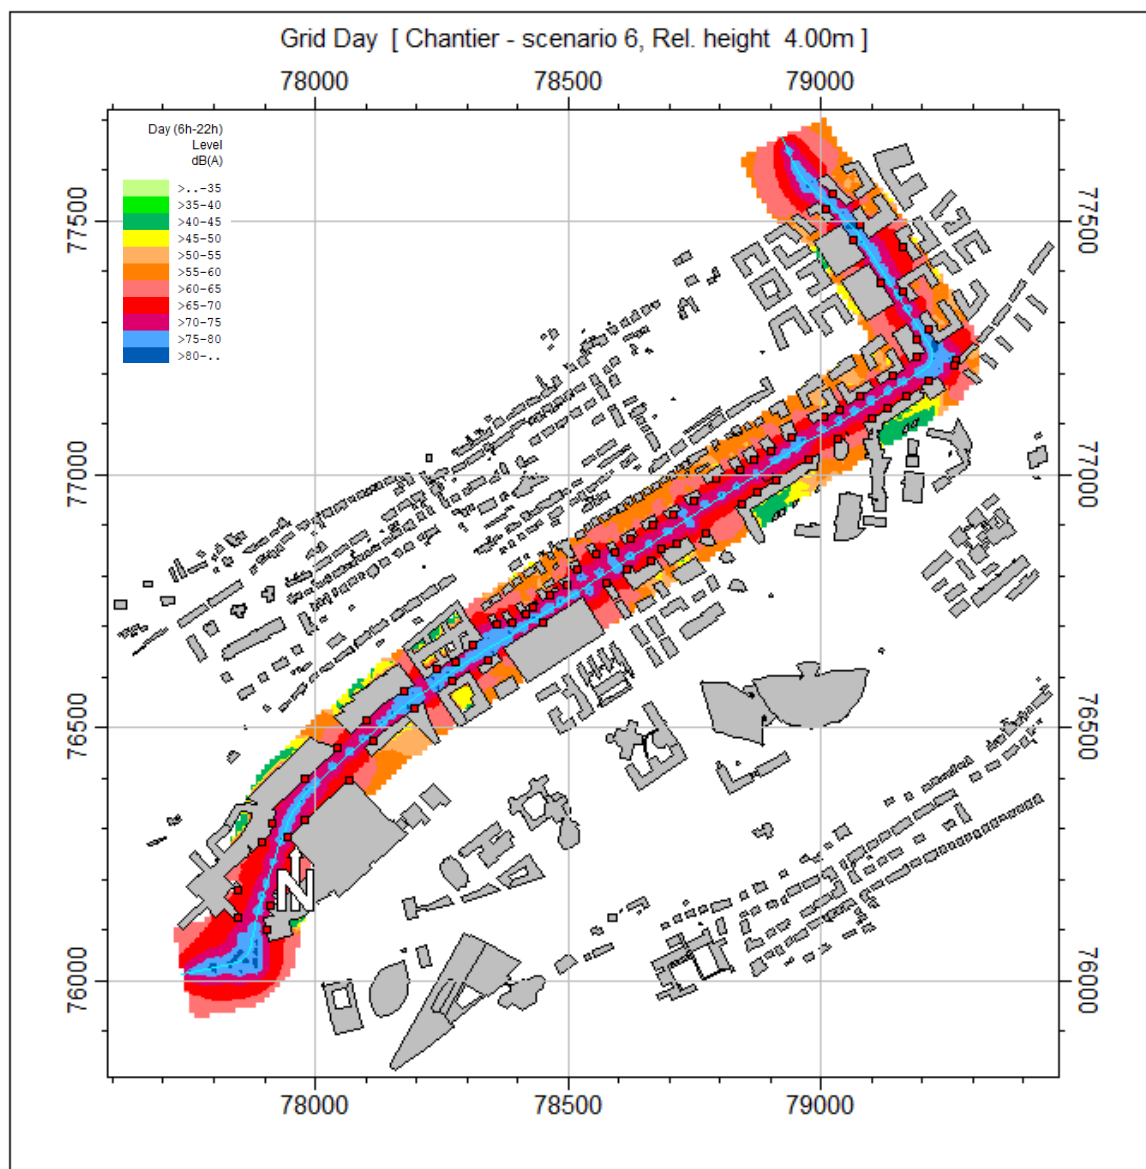 Grid Day [ Chantier - scenario 6, Rel. height 4.00m ]
78000 78500 79000
Day (6h-22h)
Level
dB(A)
>..-35
>35-40
>40-45
>45-50
>50-55
>55-60
>60-65
>65-70
>70-75
>75-80
>80-..
77500 77500
77000 77000
76500 76500
N
76000 76000
78000 78500 79000